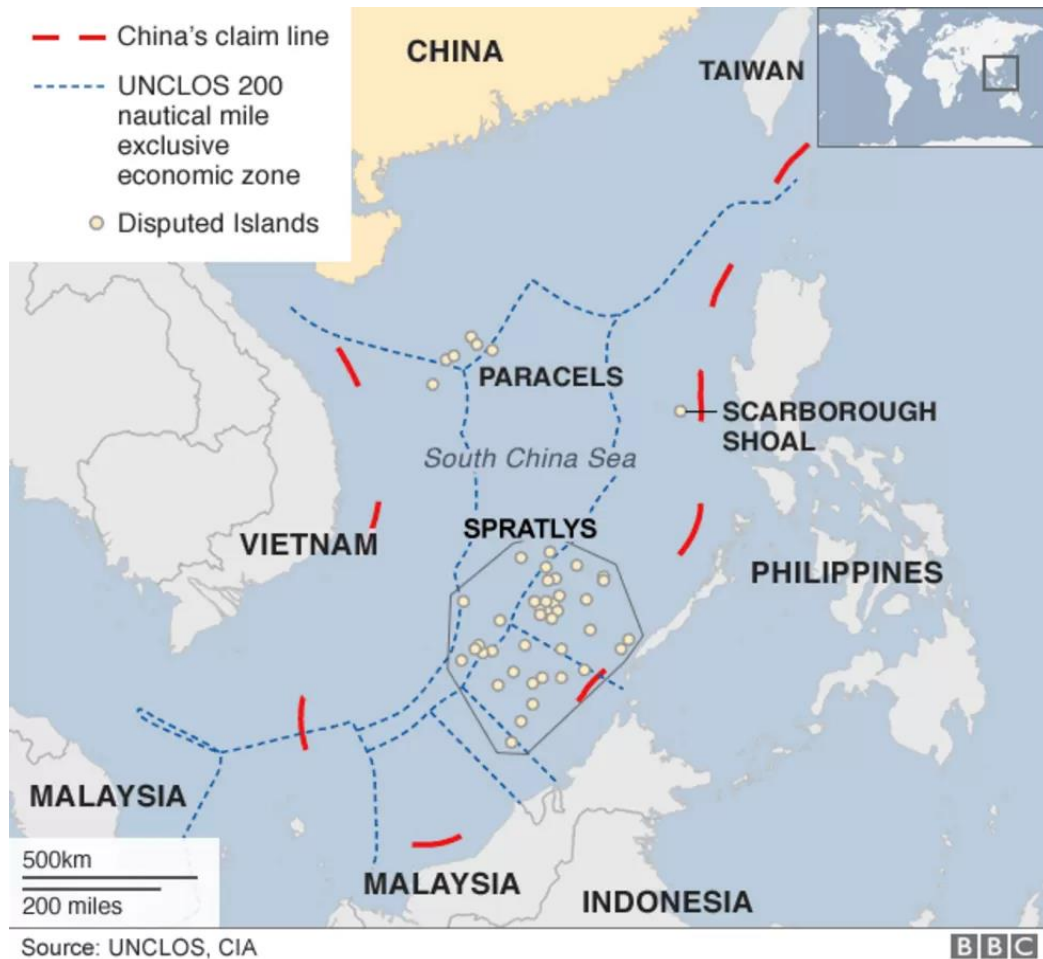 China's claim line
UNCLOS 200
nautical mile
exclusive
economic zone
Disputed Islands
CHINA
TAIWAN
PARACELS
SCARBOROUGH
SHOAL
South China Sea
SPRATLYS
VIETNAM
PHILIPPINES
MALAYSIA
MALAYSIA
INDONESIA
500km
200 miles
Source: UNCLOS, CIA
BBC